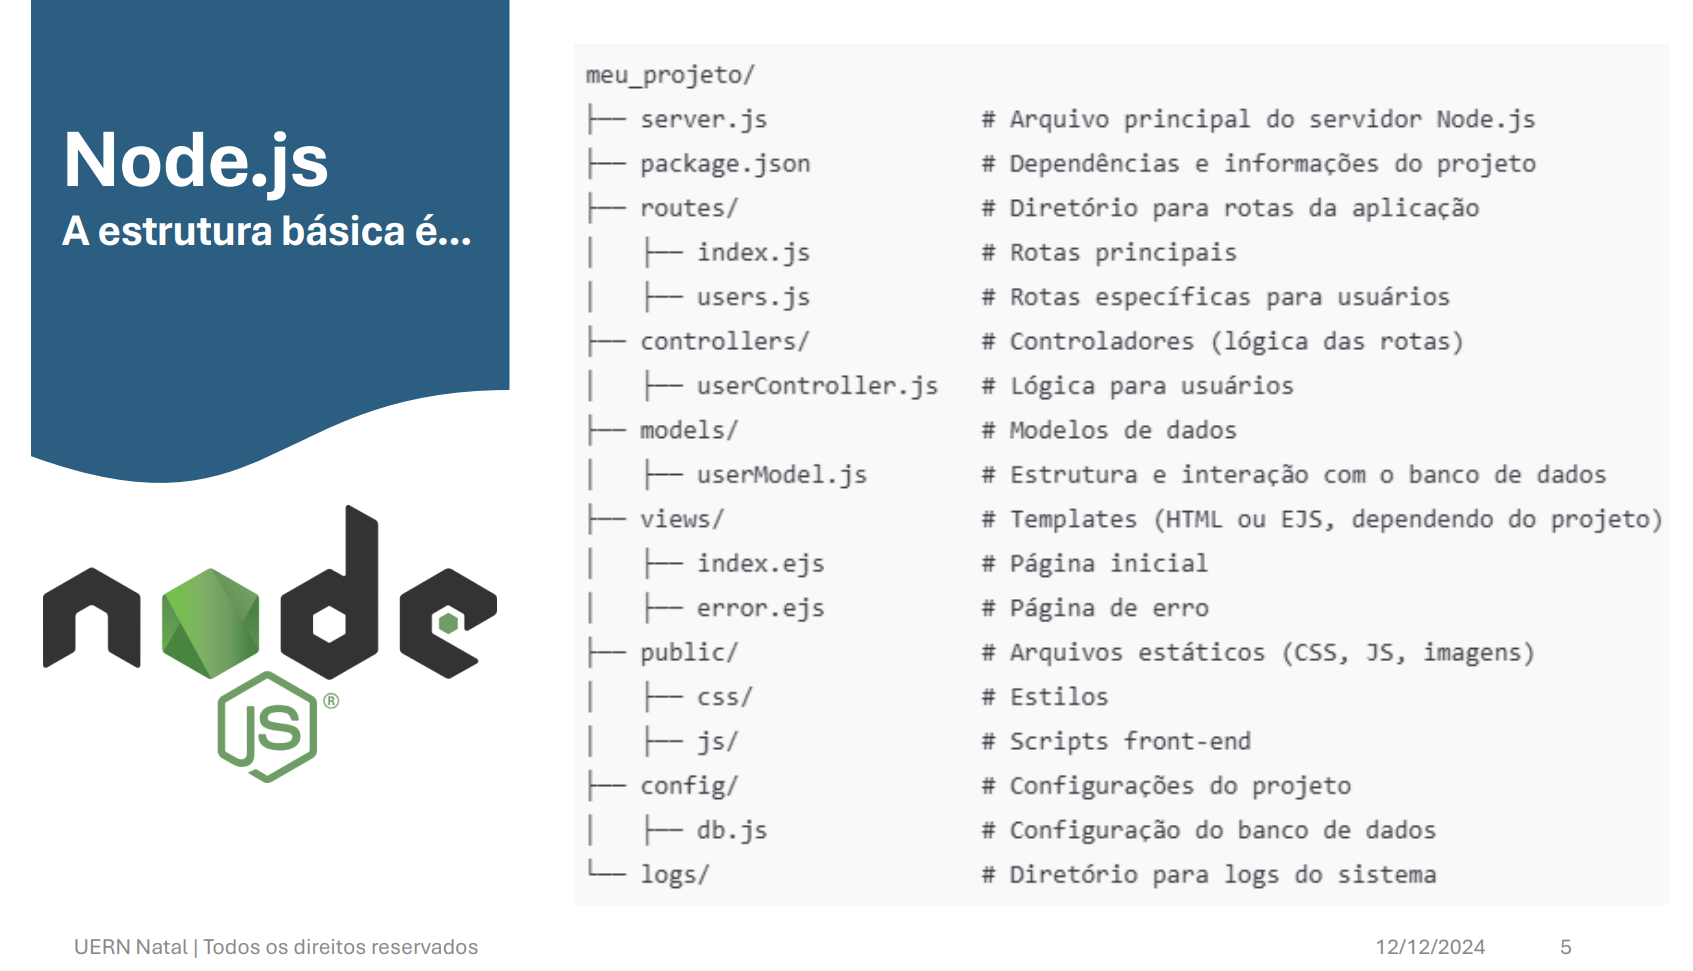 Node.js
A estrutura básica é...
node
JS®
meu_projeto/
├── server.js # Arquivo principal do servidor Node.js
├── package.json # Dependências e informações do projeto
├── routes/ # Diretório para rotas da aplicação
│ ├── index.js # Rotas principais
│ ├── users.js # Rotas específicas para usuários
├── controllers/ # Controladores (lógica das rotas)
│ ├── userController.js # Lógica para usuários
├── models/ # Modelos de dados
│ ├── userModel.js # Estrutura e interação com o banco de dados
├── views/ # Templates (HTML ou EJS, dependendo do projeto)
│ ├── index.ejs # Página inicial
│ ├── error.ejs # Página de erro
├── public/ # Arquivos estáticos (CSS, JS, imagens)
│ ├── css/ # Estilos
│ ├── js/ # Scripts front-end
├── config/ # Configurações do projeto
│ ├── db.js # Configuração do banco de dados
└── logs/ # Diretório para logs do sistema
UERN Natal | Todos os direitos reservados 12/12/2024 5